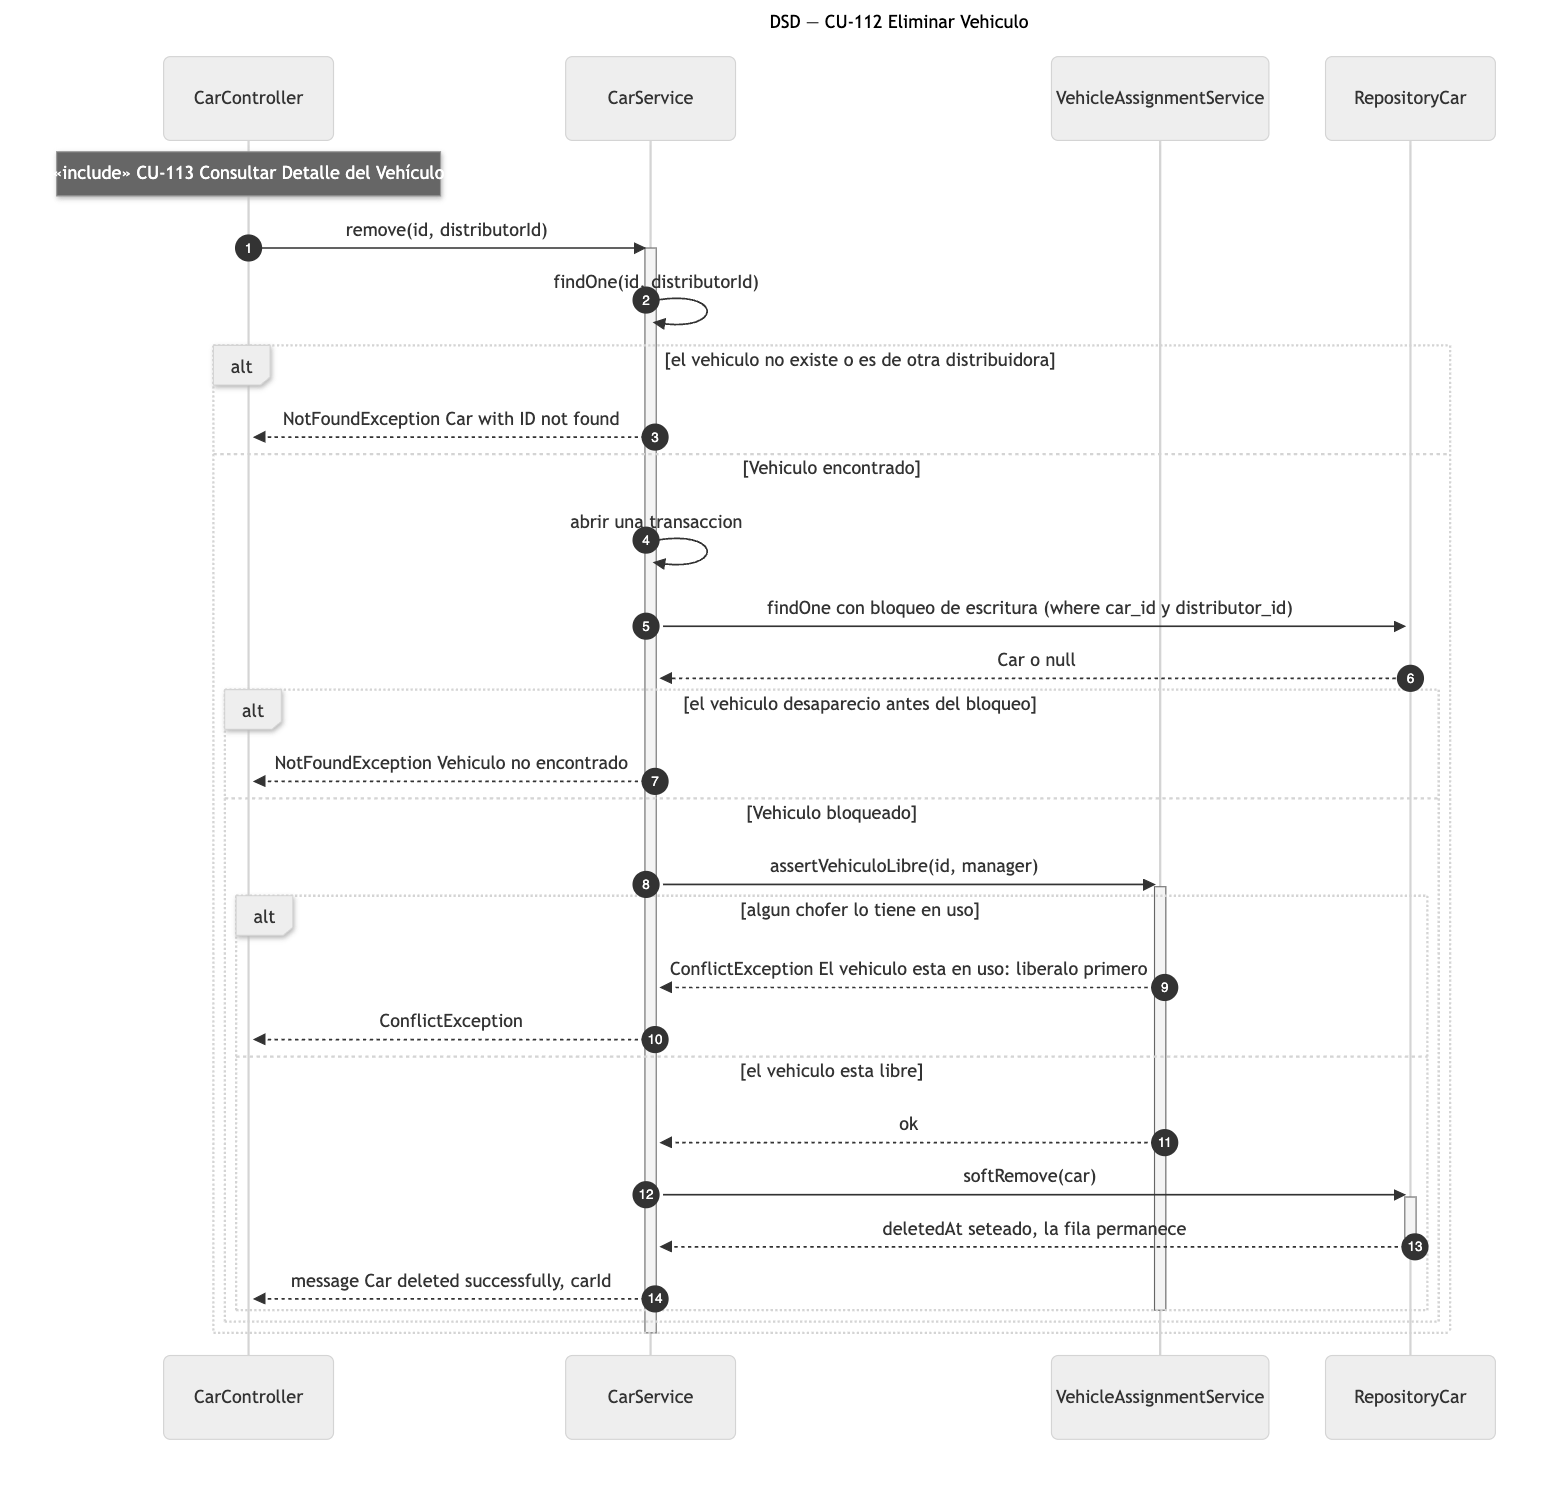 DSD — CU-112 Eliminar Vehiculo
CarController
CarService
VehicleAssignmentService
RepositoryCar
«include» CU-113 Consultar Detalle del Vehículo
remove(id, distributorId)
1
findOne(id, distributorId)
2
alt
[el vehiculo no existe o es de otra distribuidora]
NotFoundException Car with ID not found
3
[Vehiculo encontrado]
abrir una transaccion
4
findOne con bloqueo de escritura (where car_id y distributor_id)
5
Car o null
6
alt
[el vehiculo desaparecio antes del bloqueo]
NotFoundException Vehiculo no encontrado
7
[Vehiculo bloqueado]
assertVehiculoLibre(id, manager)
8
alt
[algun chofer lo tiene en uso]
ConflictException El vehiculo esta en uso: liberalo primero
9
ConflictException
10
[el vehiculo esta libre]
ok
11
softRemove(car)
12
deletedAt seteado, la fila permanece
13
message Car deleted successfully, carId
14
CarController
CarService
VehicleAssignmentService
RepositoryCar